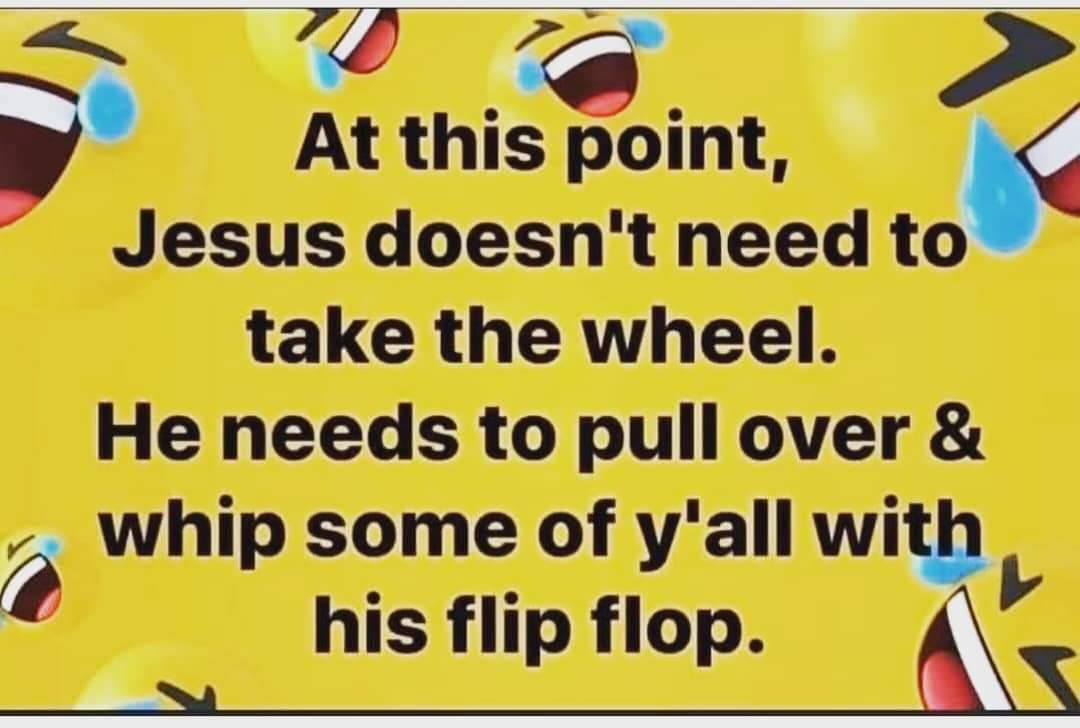 At this point,
Jesus doesn't need to
take the wheel.
He needs to pull over &
whip some of y'all with
his flip flop.